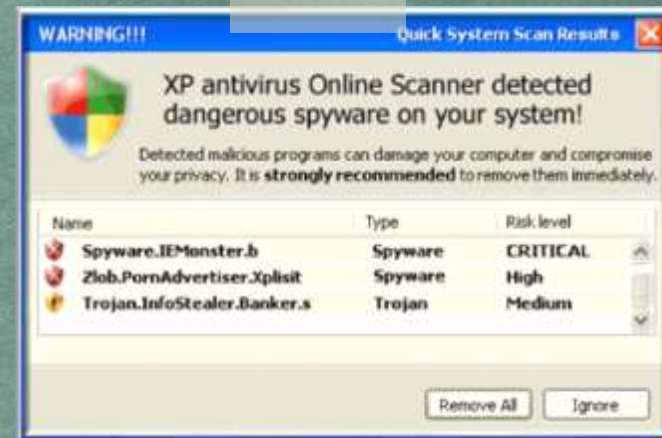 WARNING!!! Quick System Scan Results
XP antivirus Online Scanner detected
dangerous spyware on your system!
Detected malicious programs can damage your computer and compromise
your privacy. It is strongly recommended to remove them immediately.
Name Type Risk level
Spyware.IEMonster.b Spyware CRITICAL
Zlob.PornAdvertiser.Xplisit Spyware High
Trojan.InfoStealer.Banker.s Trojan Medium
Remove All Ignore